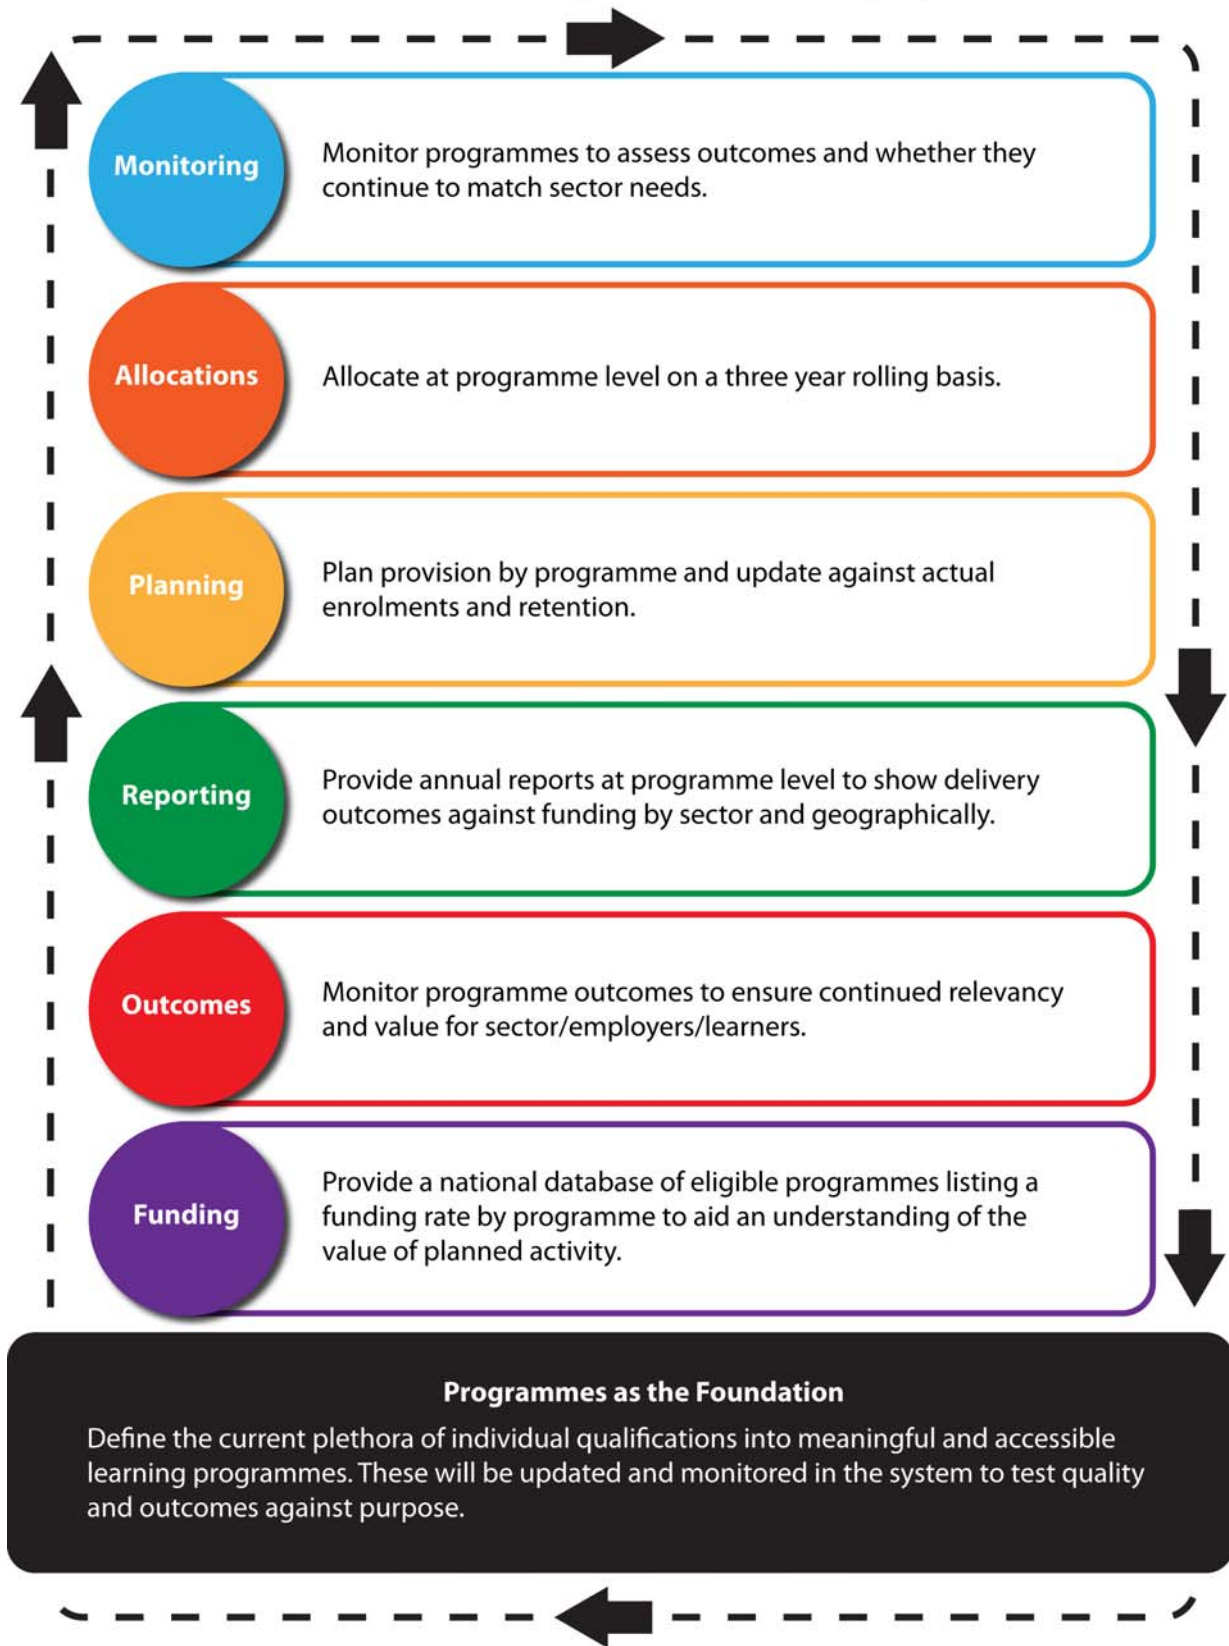 Monitoring
Monitor programmes to assess outcomes and whether they
continue to match sector needs.
Allocations
Allocate at programme level on a three year rolling basis.
Planning
Plan provision by programme and update against actual
enrolments and retention.
Reporting
Provide annual reports at programme level to show delivery
outcomes against funding by sector and geographically.
Outcomes
Monitor programme outcomes to ensure continued relevancy
and value for sector/employers/learners.
Funding
Provide a national database of eligible programmes listing a
funding rate by programme to aid an understanding of the
value of planned activity.
Programmes as the Foundation
Define the current plethora of individual qualifications into meaningful and accessible
learning programmes. These will be updated and monitored in the system to test quality
and outcomes against purpose.